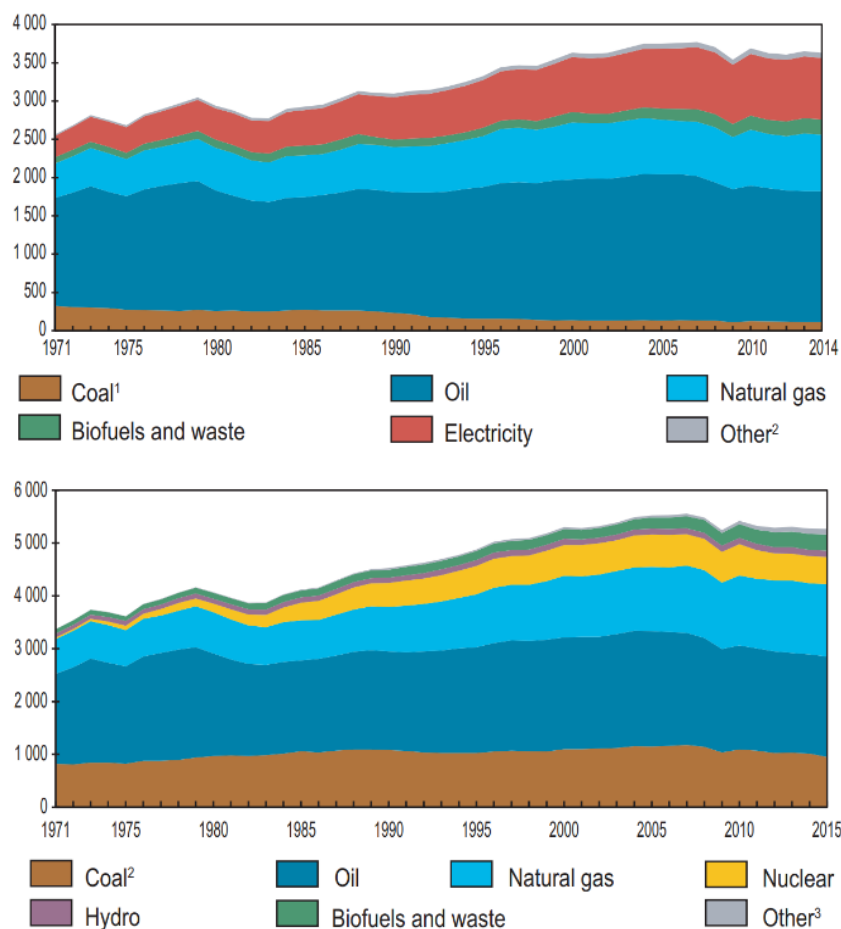 4 000
3 500
3 000
2 500
2 000
1 500
1 000
500
0
1971 1975 1980 1985 1990 1995 2000 2005 2010 2014
Coal¹ Oil Natural gas
Biofuels and waste Electricity Other²
6 000
5 000
4 000
3 000
2 000
1 000
0
1971 1975 1980 1985 1990 1995 2000 2005 2010 2015
Coal² Oil Natural gas Nuclear
Hydro Biofuels and waste Other³